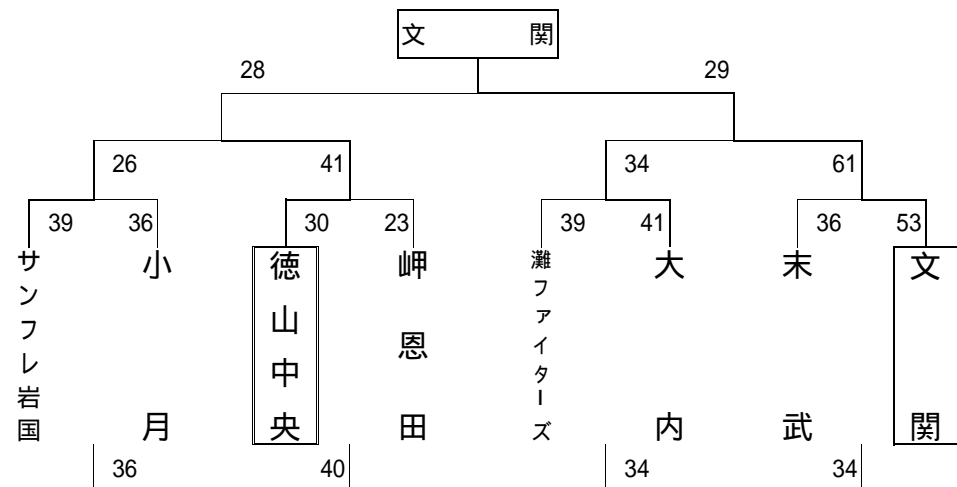 文 関
28 29
26 41 34 61
39 36 30 23 39 41 36 53
サンフレ岩国
小月
徳山中央
岬恩田
灘ファイターズ
大内
末武
文関
36 40 34 34